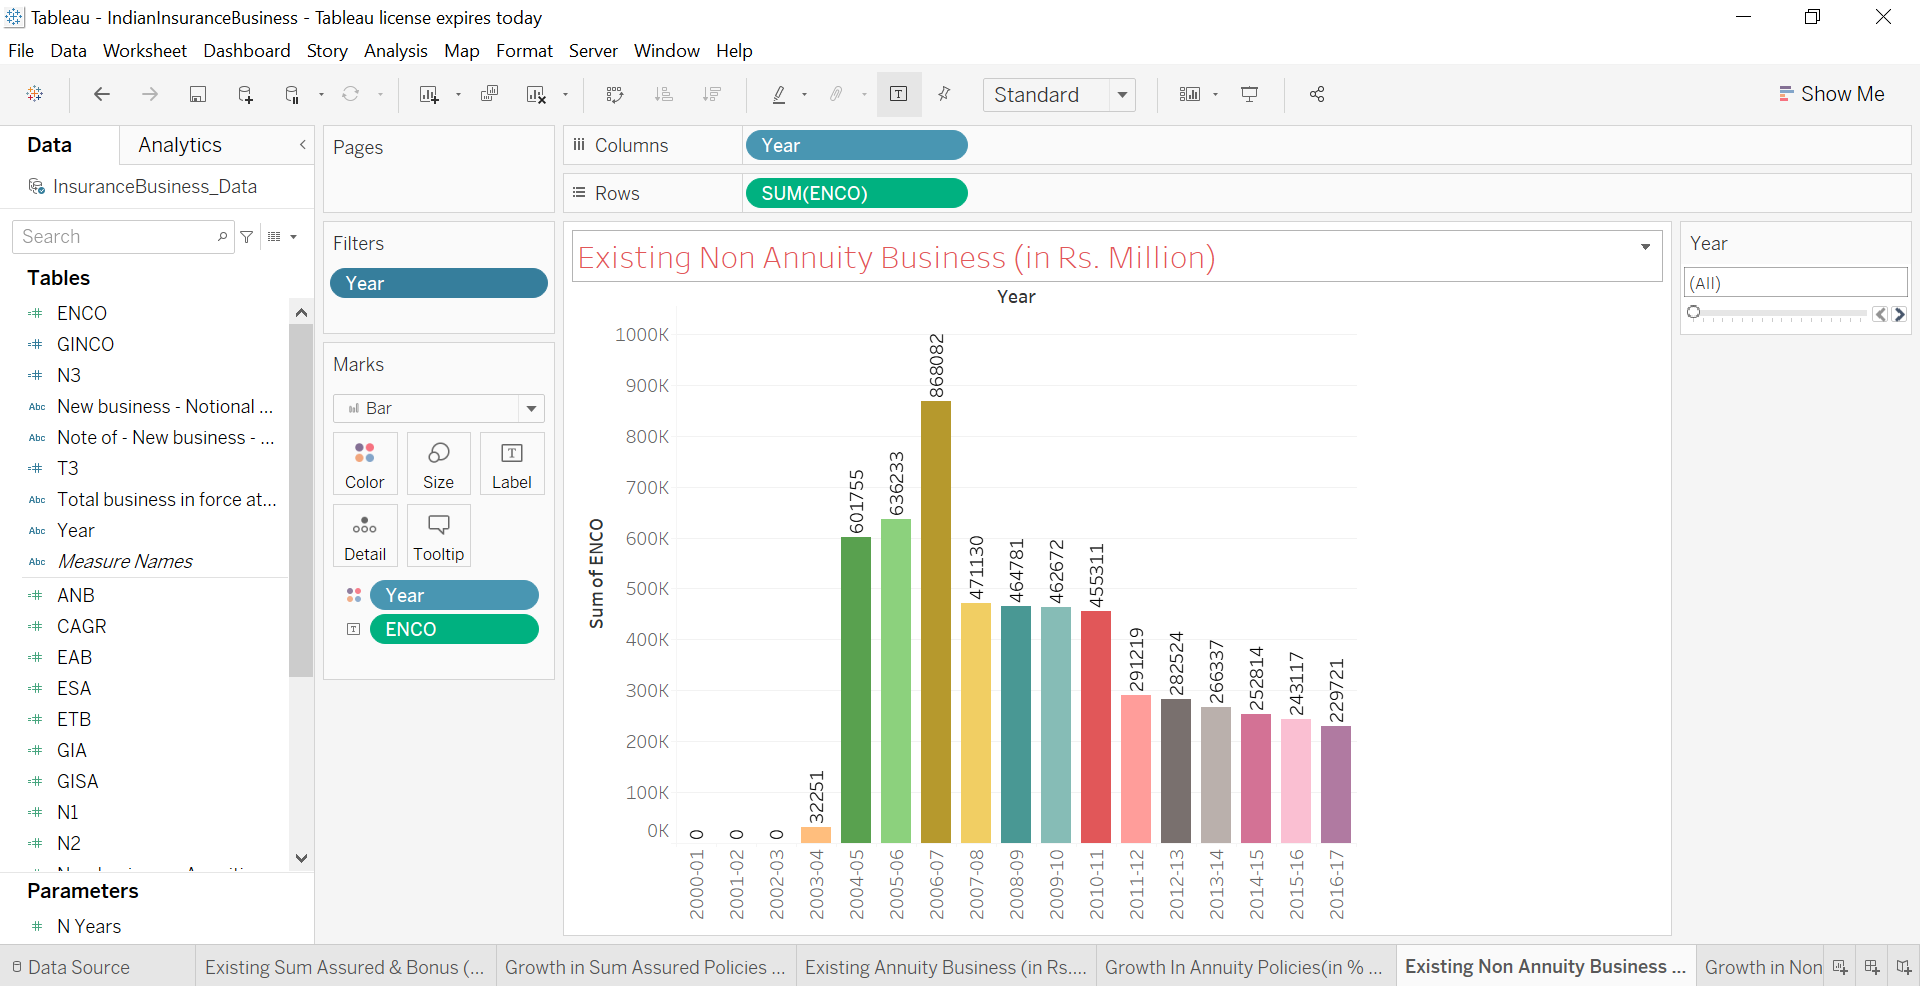 Tableau - IndianInsuranceBusiness - Tableau license expires today
File Data Worksheet Dashboard Story Analysis Map Format Server Window Help
Standard
Show Me
Data Analytics
InsuranceBusiness_Data
Search
Tables
ENCO
GINCO
N3
New business - Notional ...
Note of - New business - ...
T3
Total business in force at...
Year
Measure Names
ANB
CAGR
EAB
ESA
ETB
GIA
GISA
N1
N2
Parameters
N Years
Pages
Filters
Year
Marks
Bar
Color Size Label
Detail Tooltip
Year
ENCO
Columns Year
Rows SUM(ENCO)
Existing Non Annuity Business (in Rs. Million)
Year
Sum of ENCO
1000K
900K
800K
700K
600K
500K
400K
300K
200K
100K
0K
0 0 0 32251 601755 636233 868082 471130 464781 462672 455311 291219 282524 266337 252814 243117 229721
2000-01 2001-02 2002-03 2003-04 2004-05 2005-06 2006-07 2007-08 2008-09 2009-10 2010-11 2011-12 2012-13 2013-14 2014-15 2015-16 2016-17
Year
(All)
Data Source Existing Sum Assured & Bonus (... Growth in Sum Assured Policies ... Existing Annuity Business (in Rs.... Growth In Annuity Policies(in % ... Existing Non Annuity Business ... Growth in Non